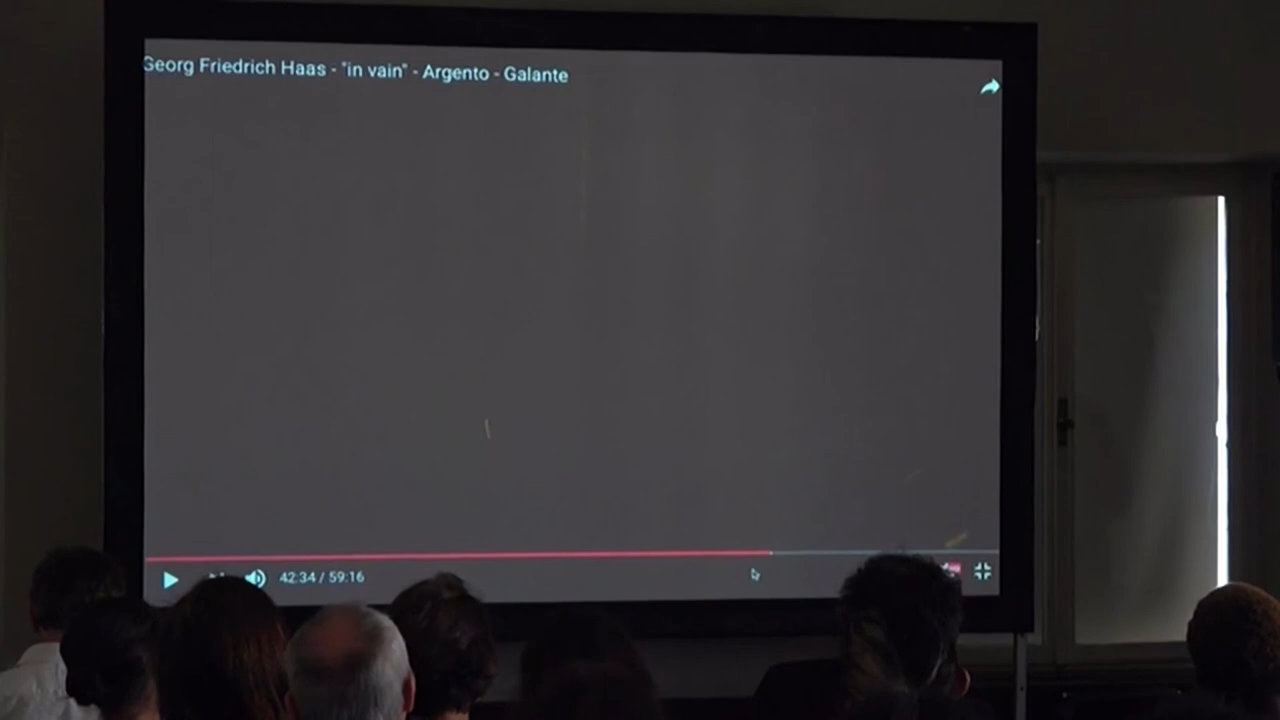 Georg Friedrich Haas - "in vain" - Argento - Galante
42:34 / 59:16